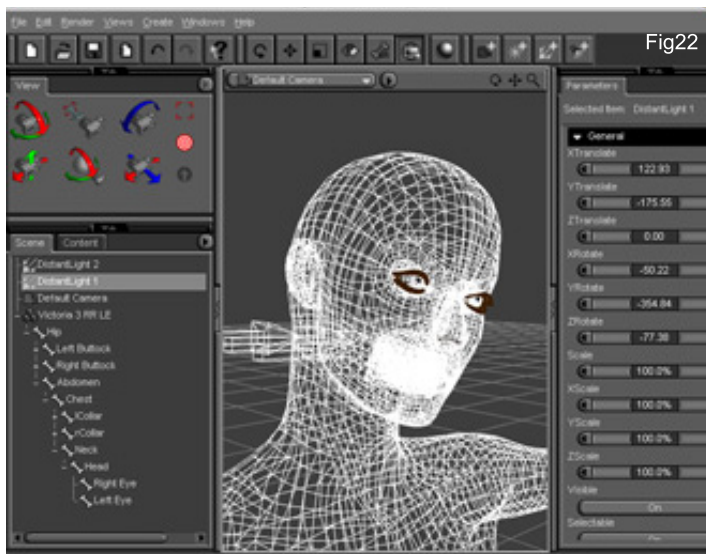 File Edit Render Views Create Windows Help
Fig22
View
Default Camera
Parameters
Selected Item: DistantLight 1
General
XTranslate
122.93
YTranslate
-175.55
ZTranslate
0.00
XRotate
-50.22
YRotate
-354.84
ZRotate
-77.38
Scale
100.0%
XScale
100.0%
YScale
100.0%
ZScale
100.0%
Visible
On
Selectable
On
Scene Content
DistantLight 2
DistantLight 1
Default Camera
Victoria 3 RR LE
Hip
Left Buttock
Right Buttock
Abdomen
Chest
lCollar
rCollar
Neck
Head
Right Eye
Left Eye